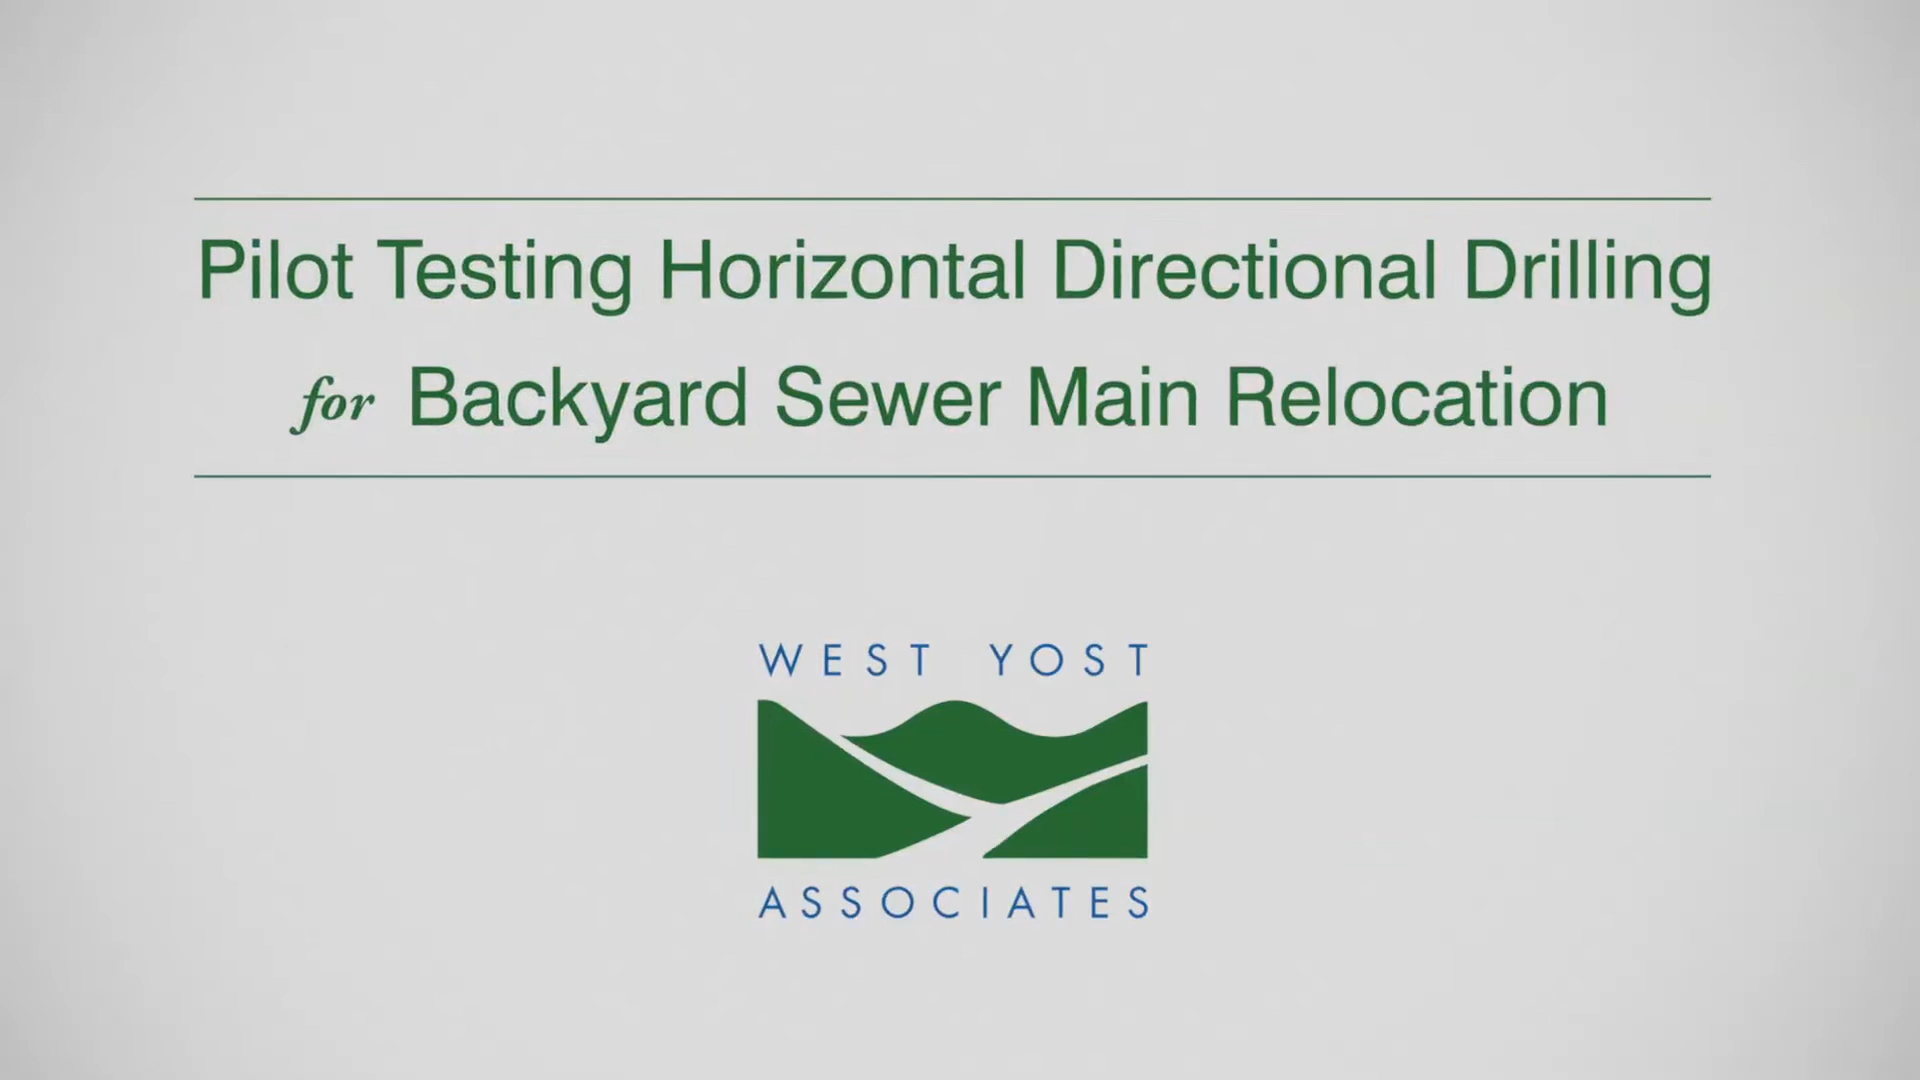 Pilot Testing Horizontal Directional Drilling
for Backyard Sewer Main Relocation
WEST YOST
ASSOCIATES